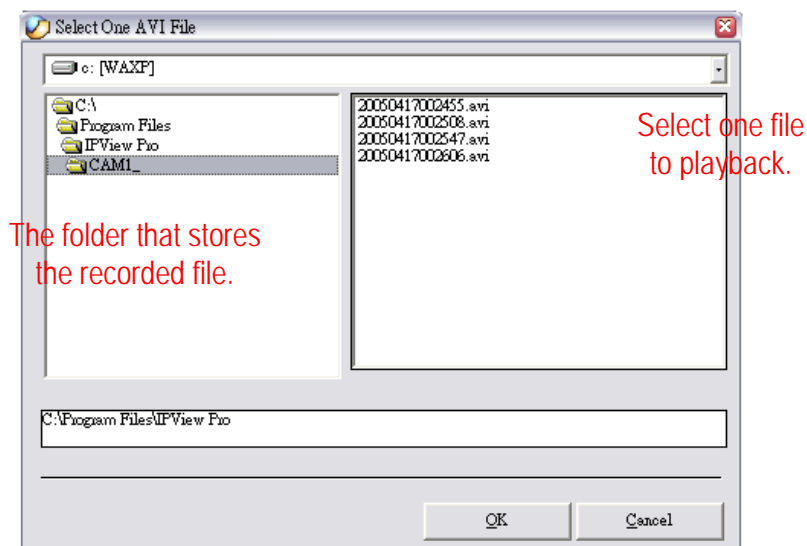 Select One AVI File
c: [WAXP]
C:\
Program Files
IPView Pro
CAM1_
20050417002455.avi
20050417002508.avi
20050417002547.avi
20050417002606.avi
Select one file
to playback.
The folder that stores
the recorded file.
C:\Program Files\IPView Pro
OK
Cancel